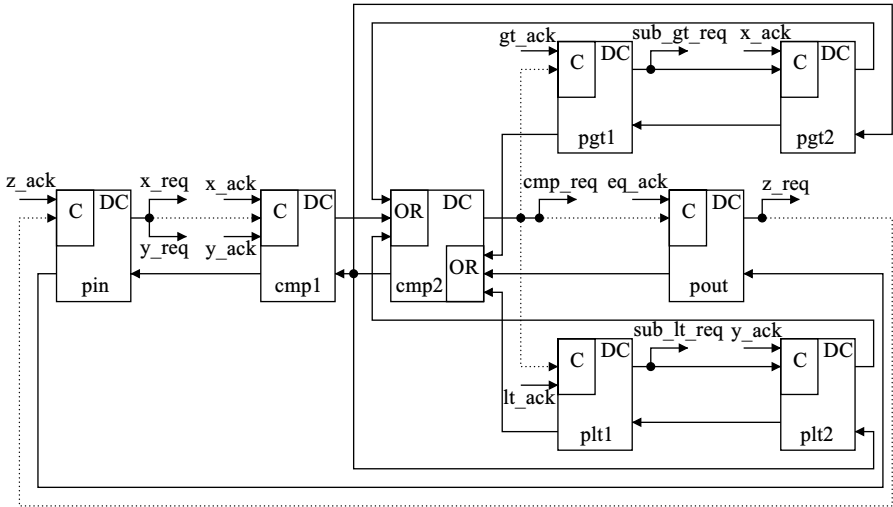 gt_ack
DC
sub_gt_req
x_ack
DC
C
C
pgt1
pgt2
z_ack
DC
x_req
x_ack
DC
DC
cmp_req
eq_ack
DC
z_req
C
C
OR
C
y_req
y_ack
OR
pin
cmp1
cmp2
pout
DC
sub_lt_req
y_ack
DC
C
C
lt_ack
plt1
plt2